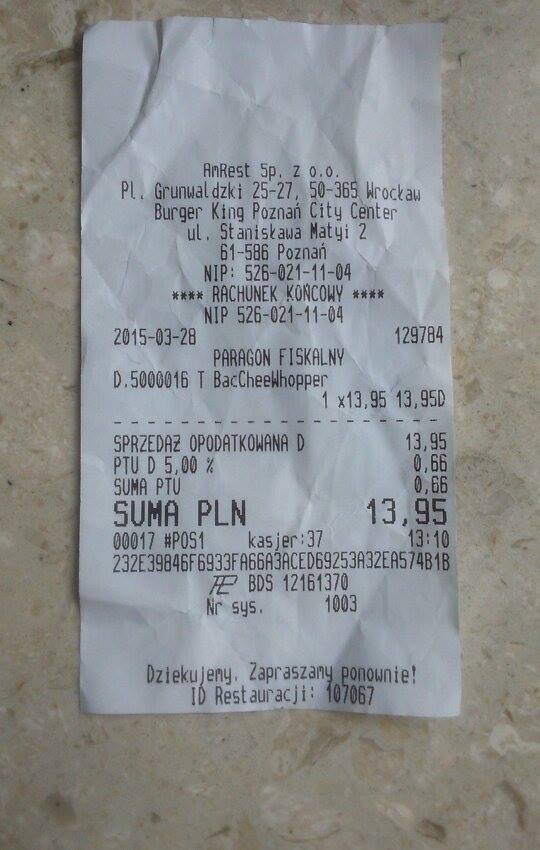 AmRest Sp. z o.o.
Pl. Grunwaldzki 25-27, 50-365 Wrocław
Burger King Poznań City Center
ul. Stanisława Matyi 2
61-586 Poznań
NIP: 526-021-11-04
**** RACHUNEK KOŃCOWY ****
NIP 526-021-11-04
2015-03-28 129784
PARAGON FISKALNY
D.5000016 T BacCheeWhopper
1 x13,95 13,95D
SPRZEDAŻ OPODATKOWANA D 13,95
PTU D 5,00 % 0,66
SUMA PTU 0,66
SUMA PLN 13,95
00017 #POS1 kasjer:37 13:10
232E39846F6933FA66A3ACED69253A32EA574B1B
BDS 12161370
Nr sys. 1003
Dziekujemy. Zapraszamy ponownie!
ID Restauracji: 107067